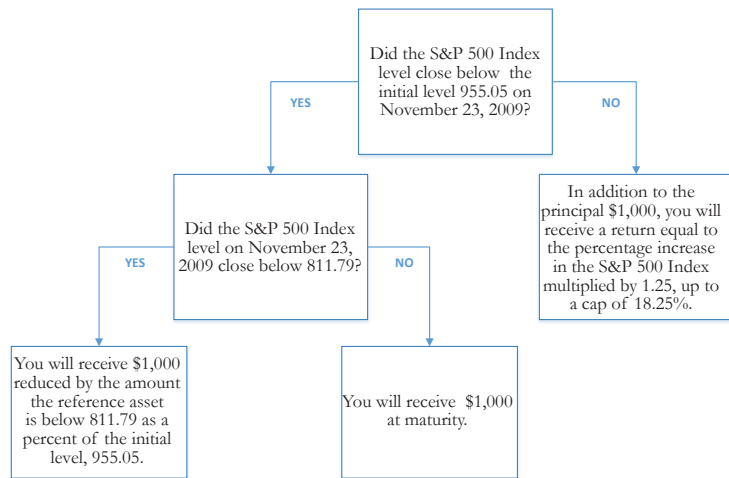 Did the S&P 500 Index
level close below the
initial level 955.05 on
November 23, 2009?
YES
NO
Did the S&P 500 Index
level on November 23,
2009 close below 811.79?
In addition to the
principal $1,000, you will
receive a return equal to
the percentage increase
in the S&P 500 Index
multiplied by 1.25, up to
a cap of 18.25%.
YES
NO
You will receive $1,000
reduced by the amount
the reference asset
is below 811.79 as a
percent of the initial
level, 955.05.
You will receive $1,000
at maturity.